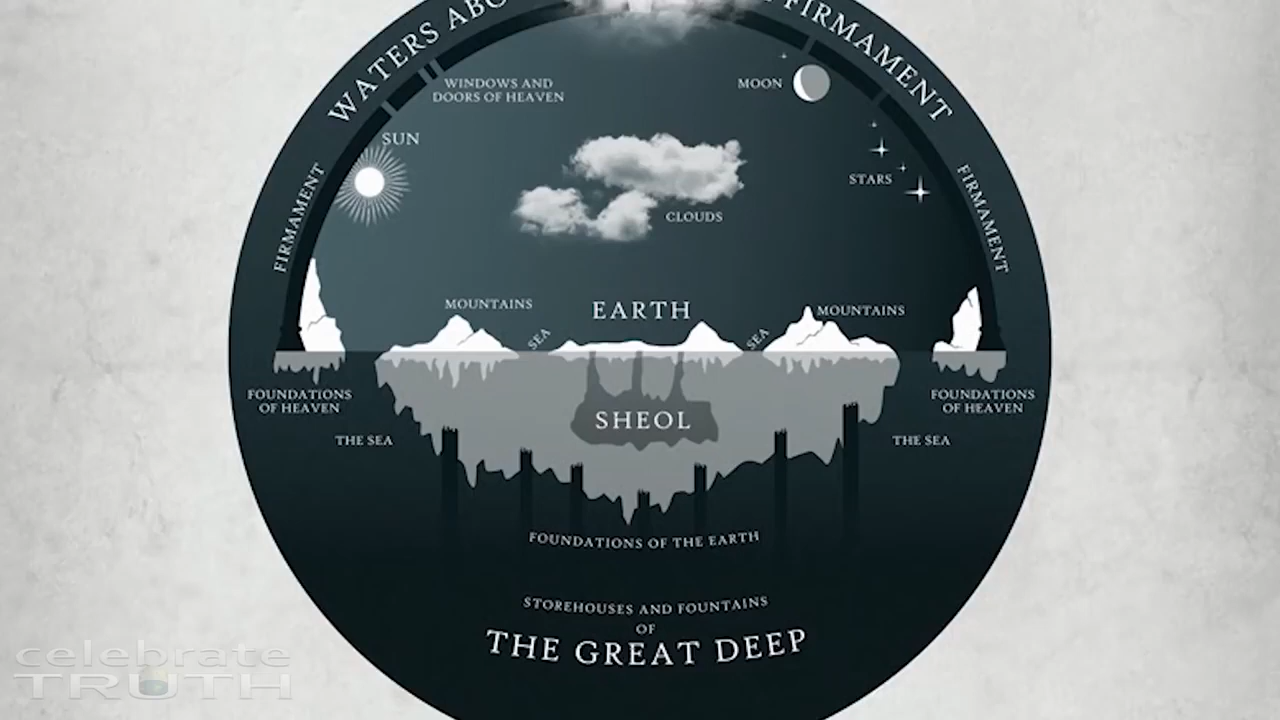 WATERS ABO
FIRMAMENT
WINDOWS AND
DOORS OF HEAVEN
MOON
SUN
STARS
FIRMAMENT
FIRMAMENT
CLOUDS
MOUNTAINS
EARTH
MOUNTAINS
SEA
SEA
FOUNDATIONS
OF HEAVEN
FOUNDATIONS
OF HEAVEN
SHEOL
THE SEA
THE SEA
FOUNDATIONS OF THE EARTH
STOREHOUSES AND FOUNTAINS
OF
THE GREAT DEEP
celebrate
TRUTH